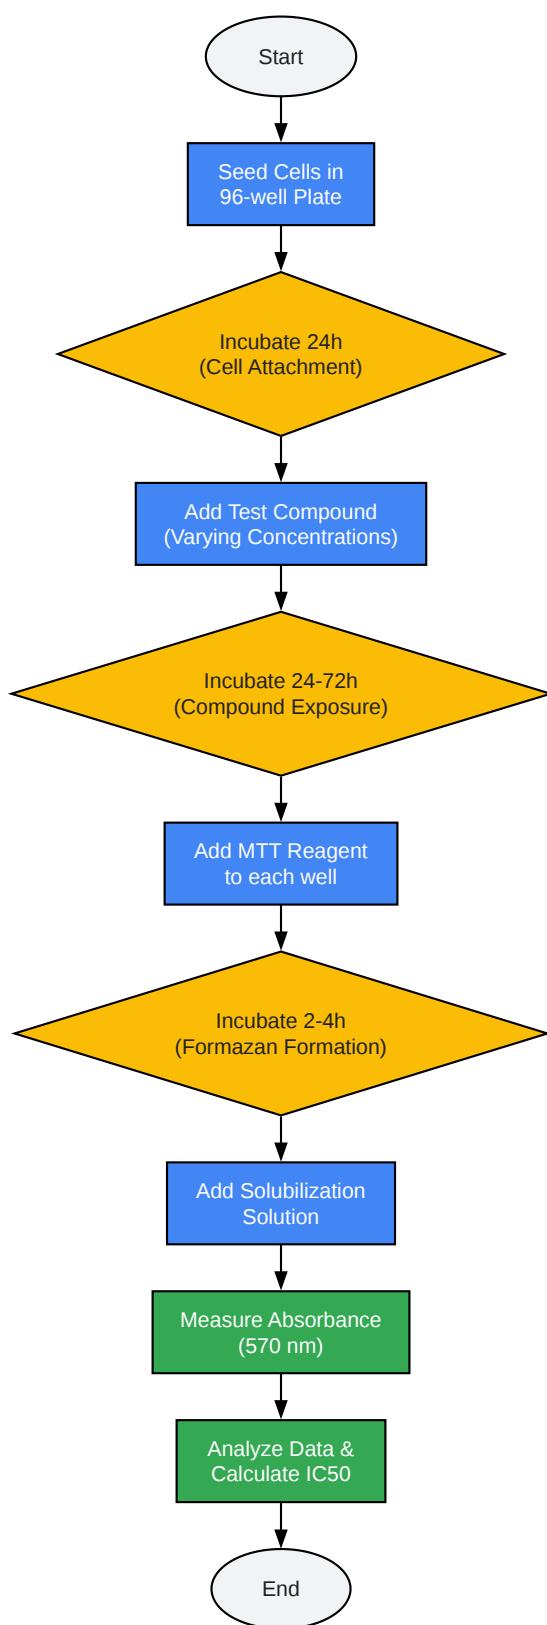 Start
Seed Cells in
96-well Plate
Incubate 24h
(Cell Attachment)
Add Test Compound
(Varying Concentrations)
Incubate 24-72h
(Compound Exposure)
Add MTT Reagent
to each well
Incubate 2-4h
(Formazan Formation)
Add Solubilization
Solution
Measure Absorbance
(570 nm)
Analyze Data &
Calculate IC50
End